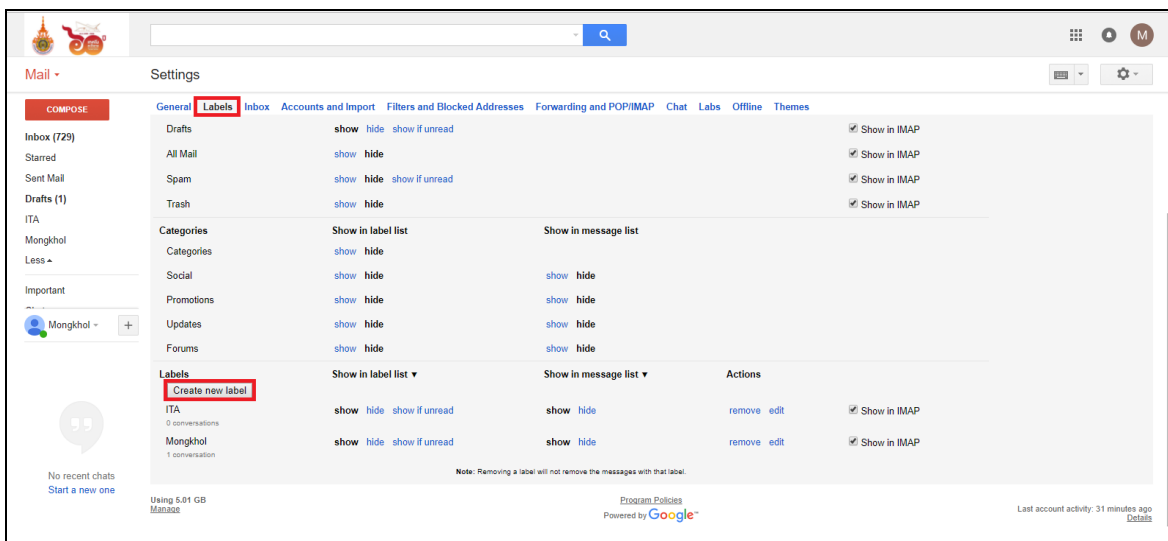 M
Mail
Settings
COMPOSE
General Labels Inbox Accounts and Import Filters and Blocked Addresses Forwarding and POP/IMAP Chat Labs Offline Themes
Inbox (729)
Starred
Sent Mail
Drafts (1)
ITA
Mongkhol
Less
Important
Mongkhol
+
No recent chats
Start a new one
Drafts show hide show if unread Show in IMAP
All Mail show hide Show in IMAP
Spam show hide show if unread Show in IMAP
Trash show hide Show in IMAP
Categories Show in label list Show in message list
Categories show hide
Social show hide show hide
Promotions show hide show hide
Updates show hide show hide
Forums show hide show hide
Labels Show in label list ▼ Show in message list ▼ Actions
Create new label
ITA show hide show if unread show hide remove edit Show in IMAP
0 conversations
Mongkhol show hide show if unread show hide remove edit Show in IMAP
1 conversation
Note: Removing a label will not remove the messages with that label.
Using 5.01 GB
Manage
Program Policies
Powered by Google™
Last account activity: 31 minutes ago
Details